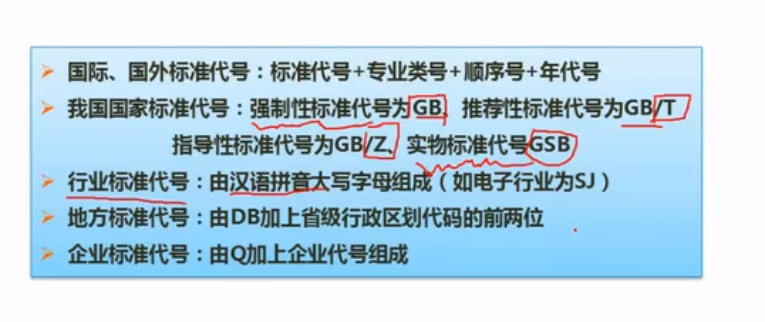 国际、国外标准代号：标准代号+专业类号+顺序号+年代号
我国国家标准代号：强制性标准代号为GB、推荐性标准代号为GB/T
指导性标准代号为GB/Z、实物标准代号GSB
行业标准代号：由汉语拼音大写字母组成（如电子行业为SJ）
地方标准代号：由DB加上省级行政区划代码的前两位
企业标准代号：由Q加上企业代号组成